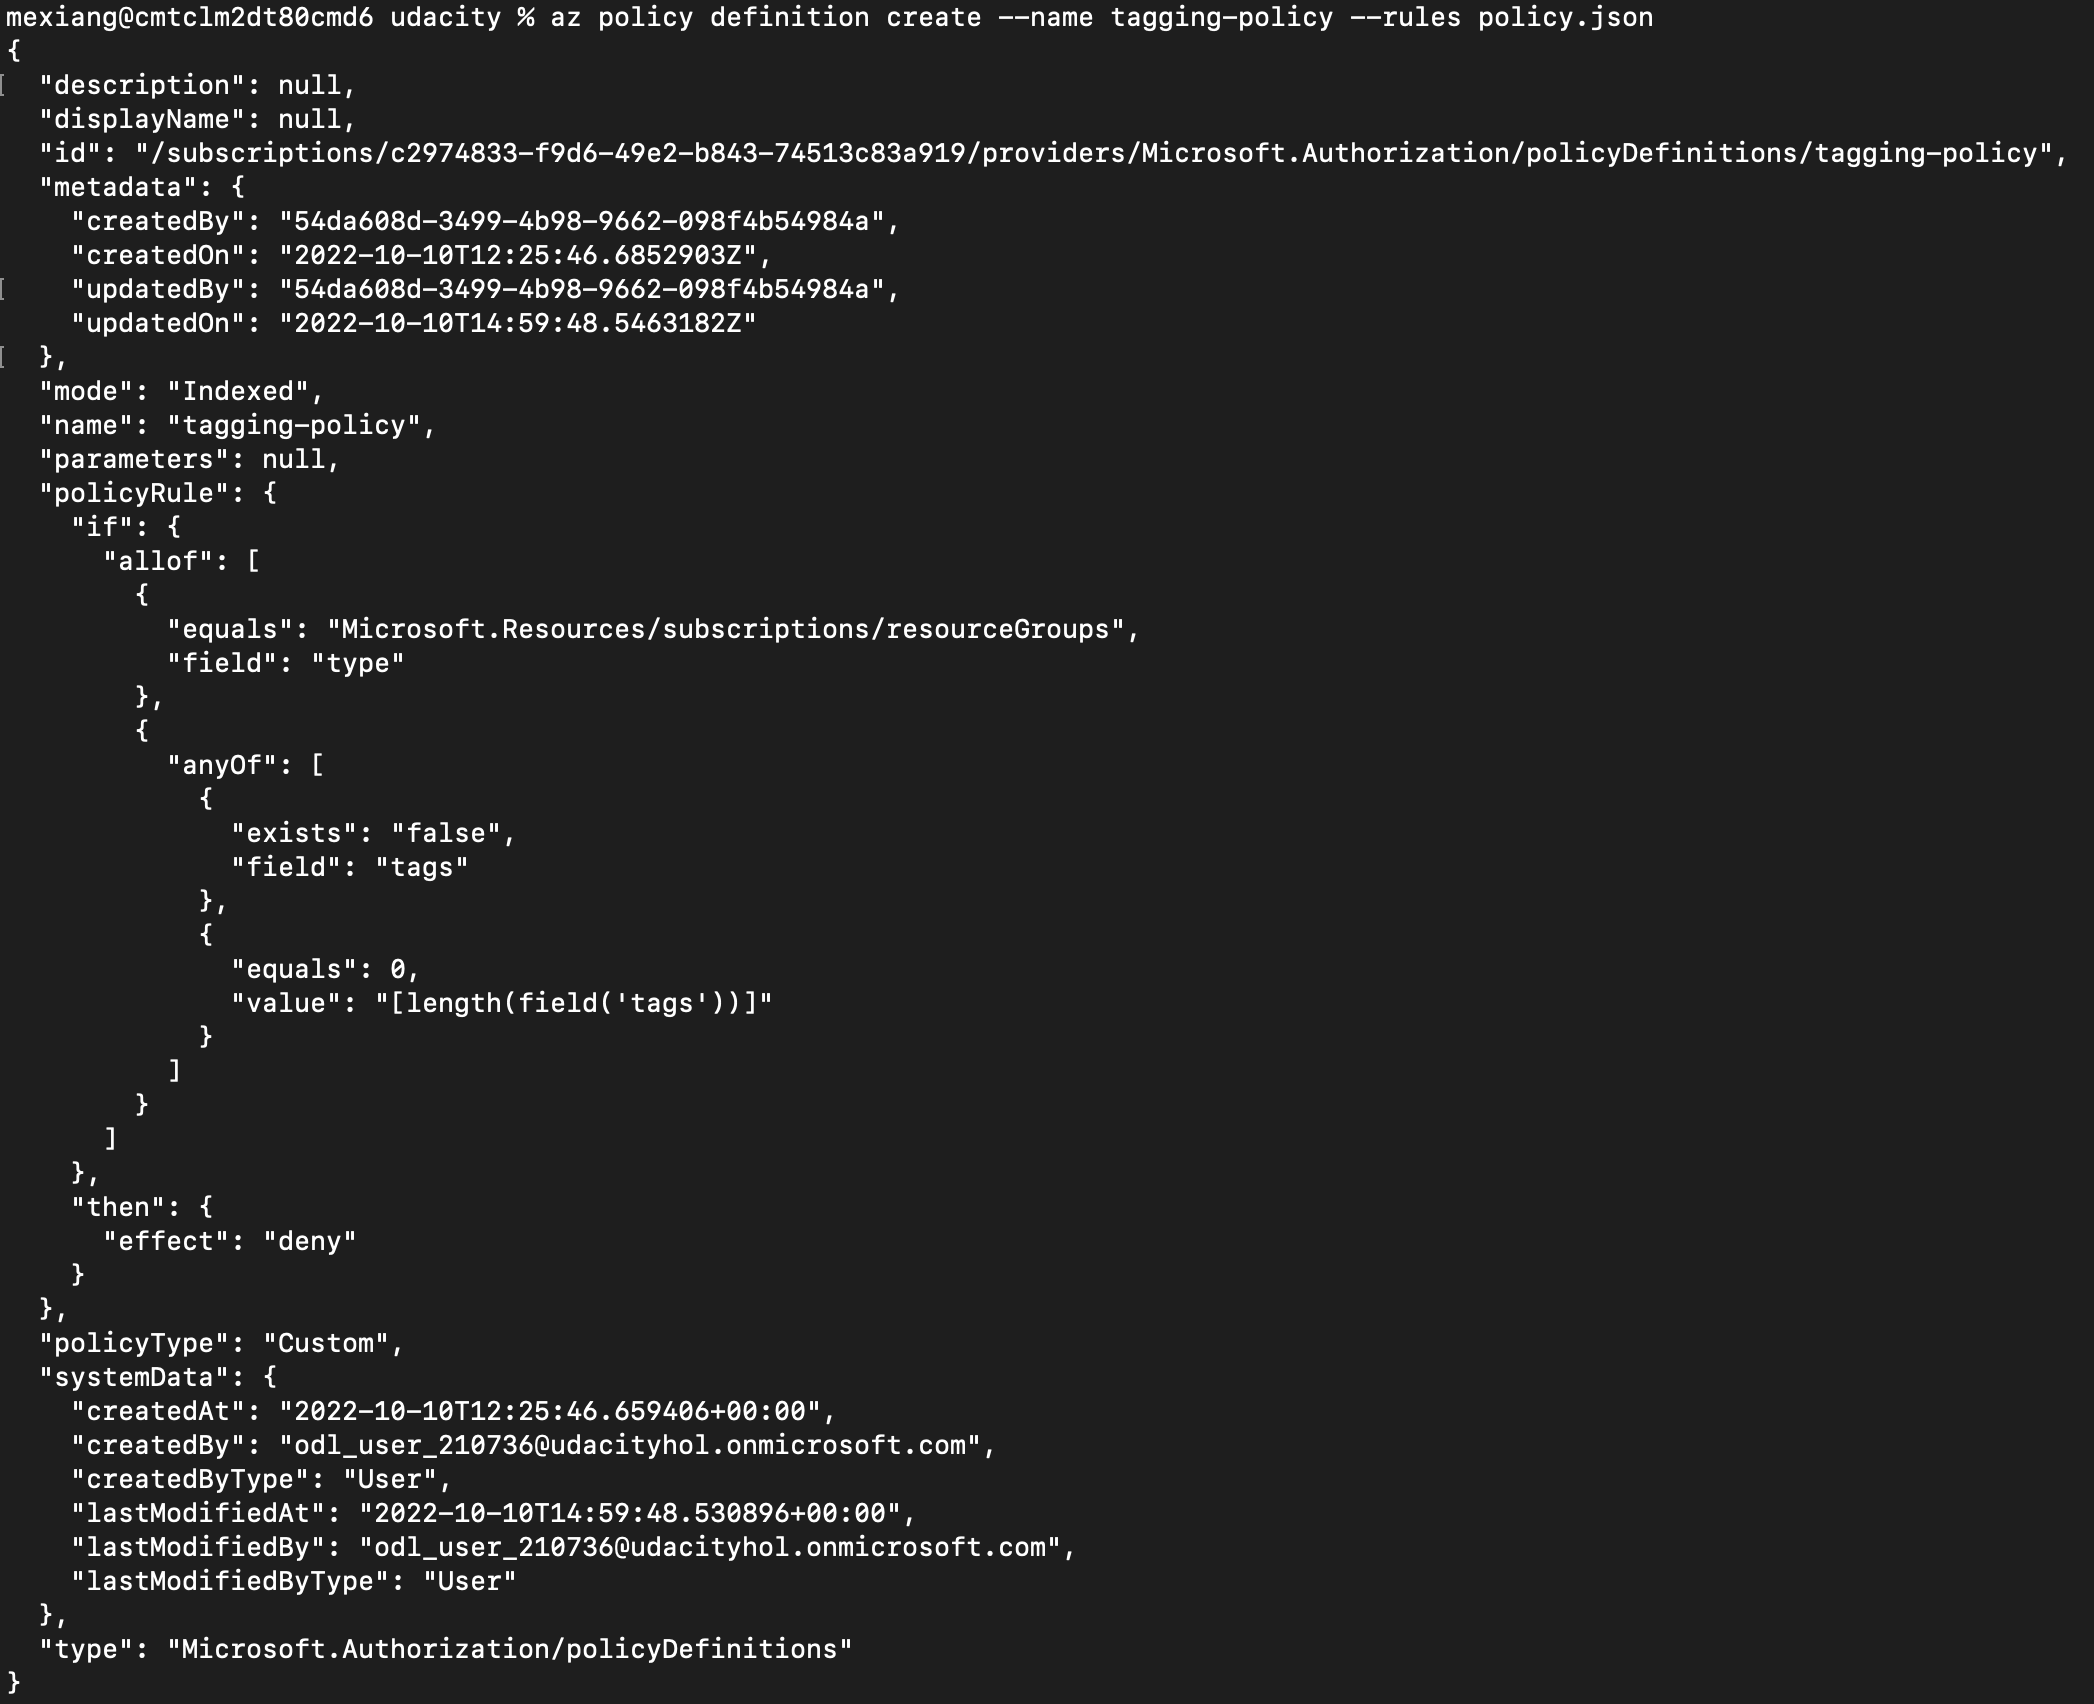 mexiang@cmtclm2dt80cmd6 udacity % az policy definition create --name tagging-policy --rules policy.json
{
  "description": null,
  "displayName": null,
  "id": "/subscriptions/c2974833-f9d6-49e2-b843-74513c83a919/providers/Microsoft.Authorization/policyDefinitions/tagging-policy",
  "metadata": {
    "createdBy": "54da608d-3499-4b98-9662-098f4b54984a",
    "createdOn": "2022-10-10T12:25:46.6852903Z",
    "updatedBy": "54da608d-3499-4b98-9662-098f4b54984a",
    "updatedOn": "2022-10-10T14:59:48.5463182Z"
  },
  "mode": "Indexed",
  "name": "tagging-policy",
  "parameters": null,
  "policyRule": {
    "if": {
      "allof": [
        {
          "equals": "Microsoft.Resources/subscriptions/resourceGroups",
          "field": "type"
        },
        {
          "anyOf": [
            {
              "exists": "false",
              "field": "tags"
            },
            {
              "equals": 0,
              "value": "[length(field('tags'))]"
            }
          ]
        }
      ]
    },
    "then": {
      "effect": "deny"
    }
  },
  "policyType": "Custom",
  "systemData": {
    "createdAt": "2022-10-10T12:25:46.659406+00:00",
    "createdBy": "odl_user_210736@udacityhol.onmicrosoft.com",
    "createdByType": "User",
    "lastModifiedAt": "2022-10-10T14:59:48.530896+00:00",
    "lastModifiedBy": "odl_user_210736@udacityhol.onmicrosoft.com",
    "lastModifiedByType": "User"
  },
  "type": "Microsoft.Authorization/policyDefinitions"
}